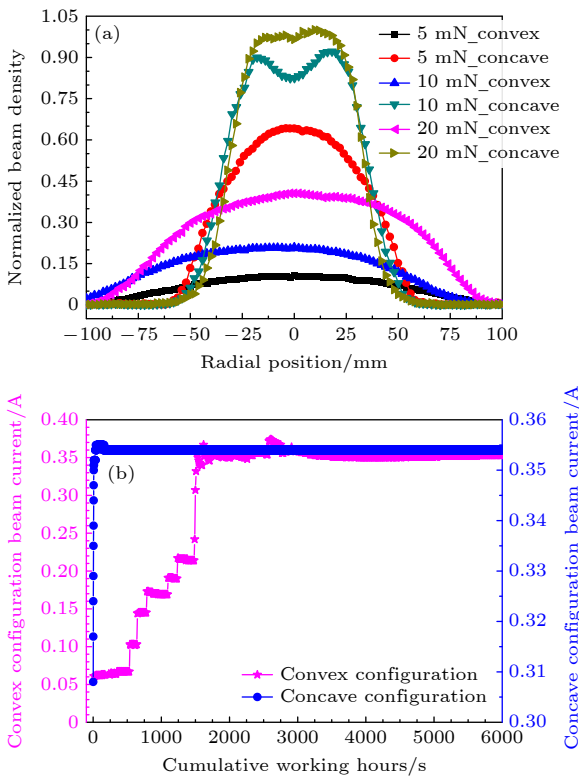 (a)
1.05
0.90
0.75
0.60
0.45
0.30
0.15
0
Normalized beam density
5 mN_convex
5 mN_concave
10 mN_convex
10 mN_concave
20 mN_convex
20 mN_concave
−100 −75 −50 −25 0 25 50 75 100
Radial position/mm
(b)
0.40
0.35
0.30
0.25
0.20
0.15
0.10
0.05
0
Convex configuration beam current/A
0.36
0.35
0.34
0.33
0.32
0.31
0.30
Concave configuration beam current/A
Convex configuration
Concave configuration
0 1000 2000 3000 4000 5000 6000
Cumulative working hours/s